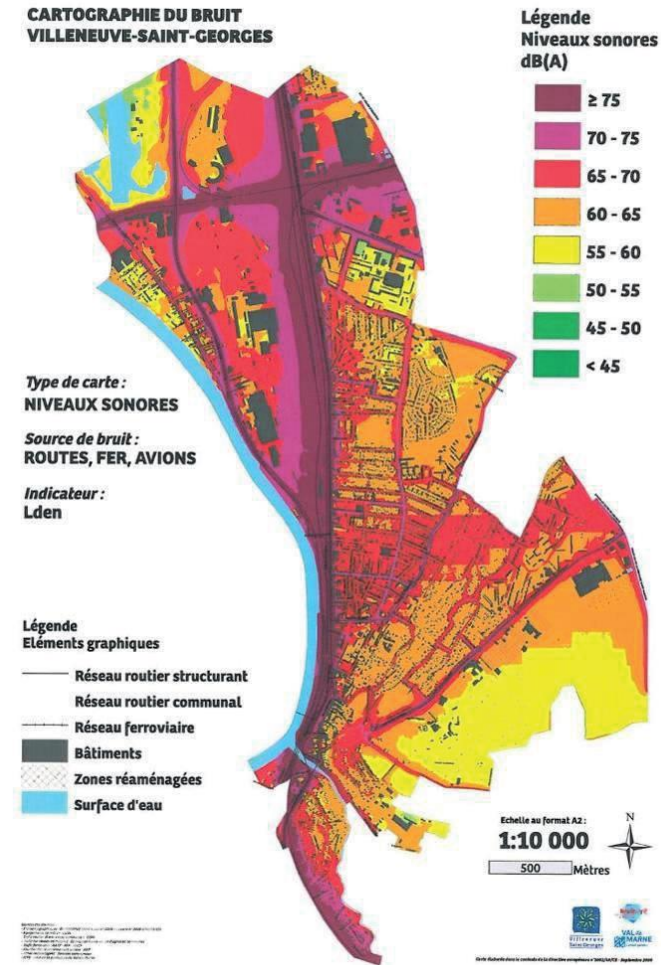 CARTOGRAPHIE DU BRUIT
VILLENEUVE-SAINT-GEORGES
Légende
Niveaux sonores
dB(A)
≥ 75
70 - 75
65 - 70
60 - 65
55 - 60
50 - 55
45 - 50
< 45
Type de carte :
NIVEAUX SONORES
Source de bruit :
ROUTES, FER, AVIONS
Indicateur :
Lden
Légende
Eléments graphiques
Réseau routier structurant
Réseau routier communal
Réseau ferroviaire
Bâtiments
Zones réaménagées
Surface d'eau
Echelle au format A2 :
1:10 000
500 Mètres
N
Villeneuve
Saint-Georges
VAL de
MARNE